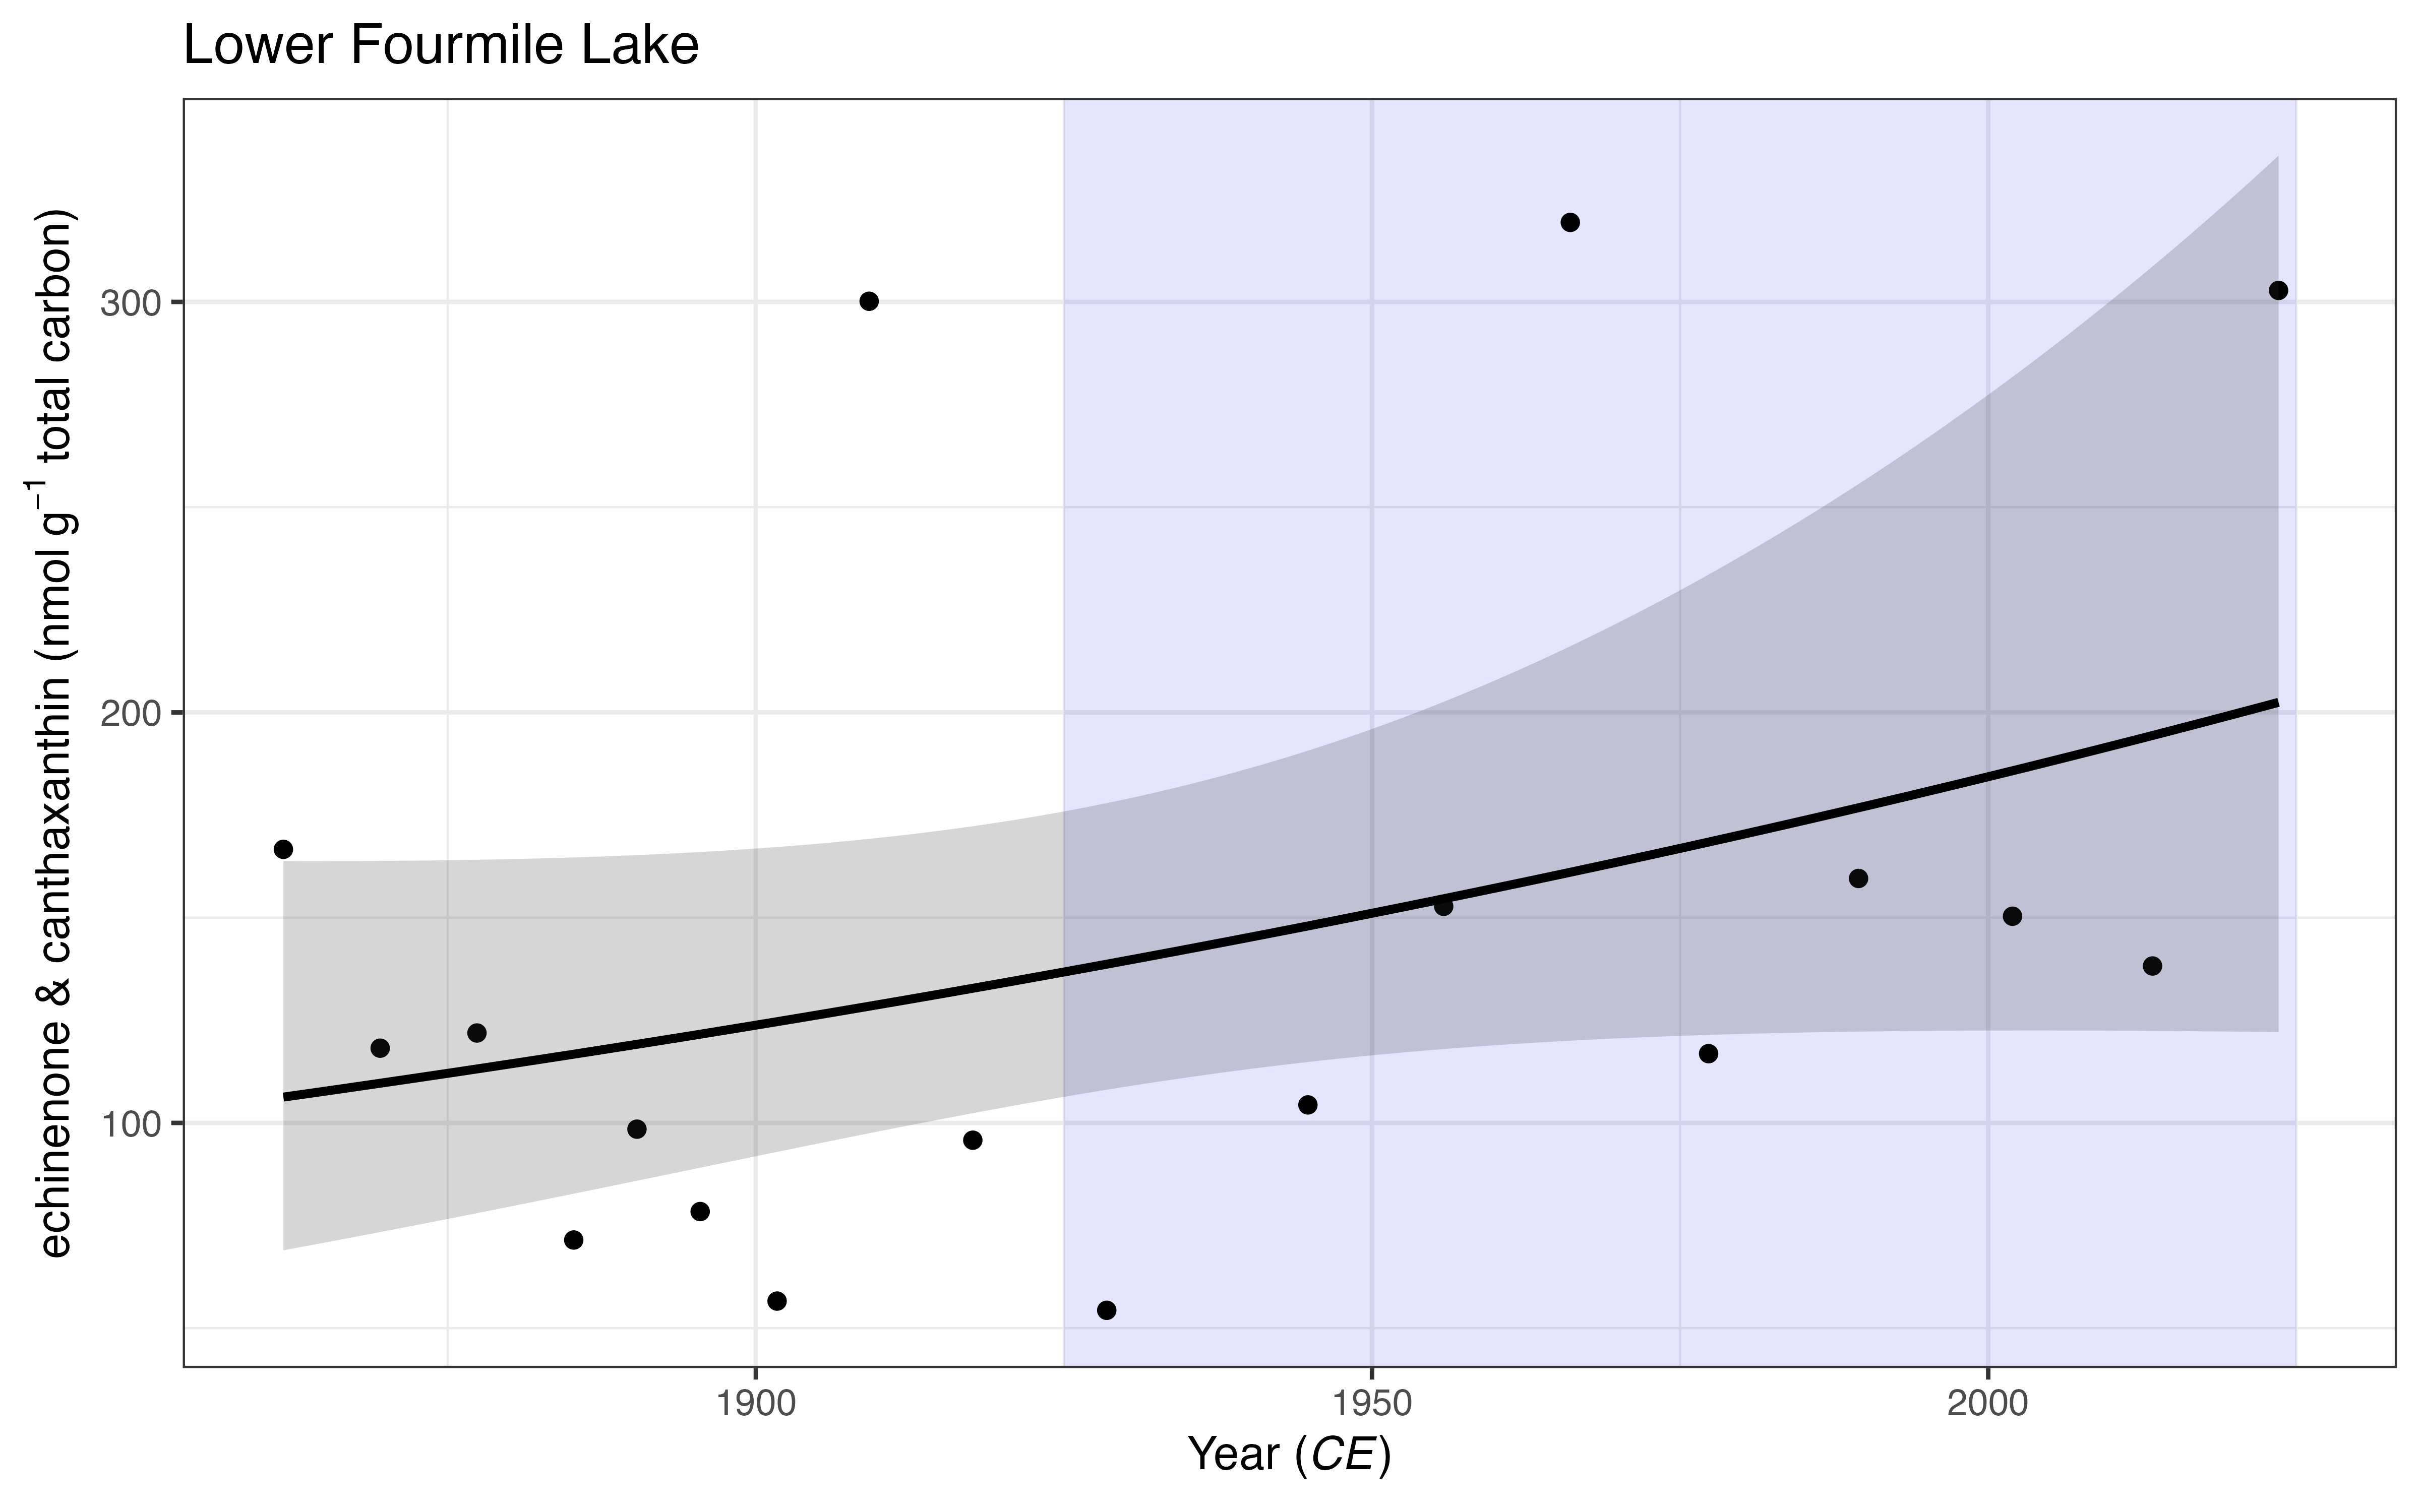 Lower Fourmile Lake
echinenone & canthaxanthin (nmol g⁻¹ total carbon)
300
200
100
1900
1950
2000
Year (CE)